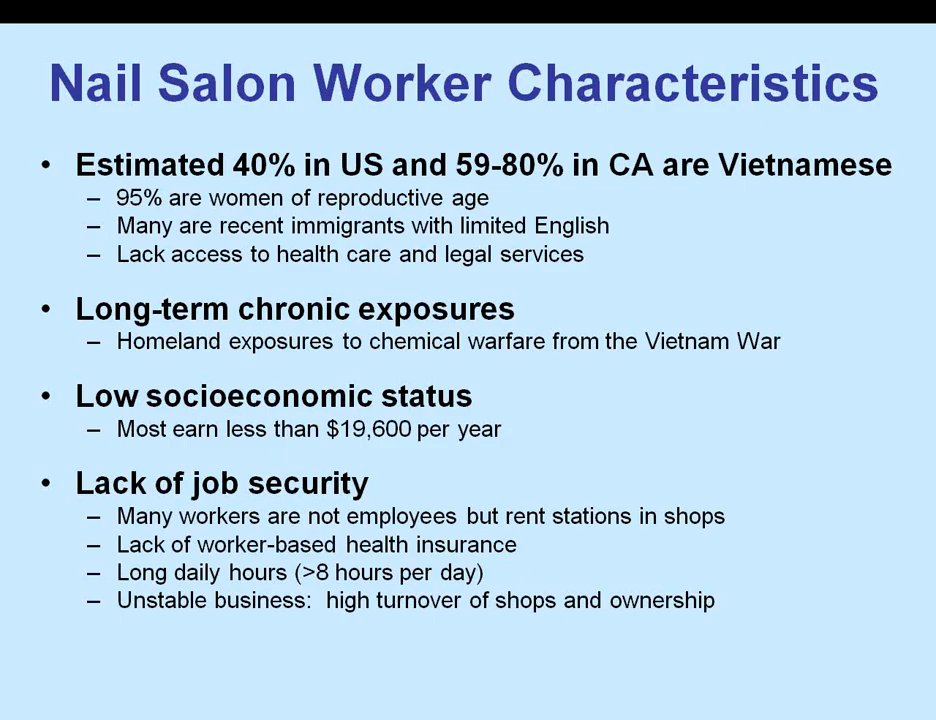 Nail Salon Worker Characteristics
• Estimated 40% in US and 59-80% in CA are Vietnamese
– 95% are women of reproductive age
– Many are recent immigrants with limited English
– Lack access to health care and legal services
• Long-term chronic exposures
– Homeland exposures to chemical warfare from the Vietnam War
• Low socioeconomic status
– Most earn less than $19,600 per year
• Lack of job security
– Many workers are not employees but rent stations in shops
– Lack of worker-based health insurance
– Long daily hours (>8 hours per day)
– Unstable business:  high turnover of shops and ownership